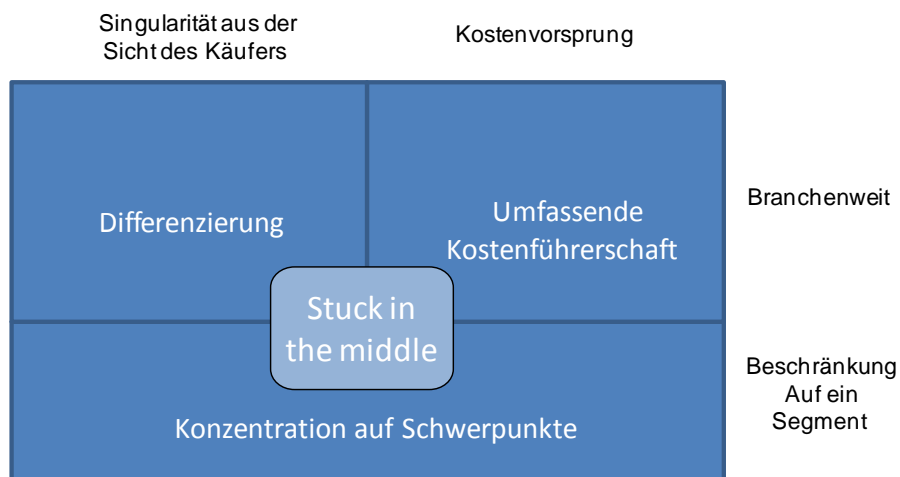 Singularität aus der
Sicht des Käufers
Kostenvorsprung
Differenzierung
Umfassende
Kostenführerschaft
Branchenweit
Stuck in
the middle
Konzentration auf Schwerpunkte
Beschränkung
Auf ein
Segment